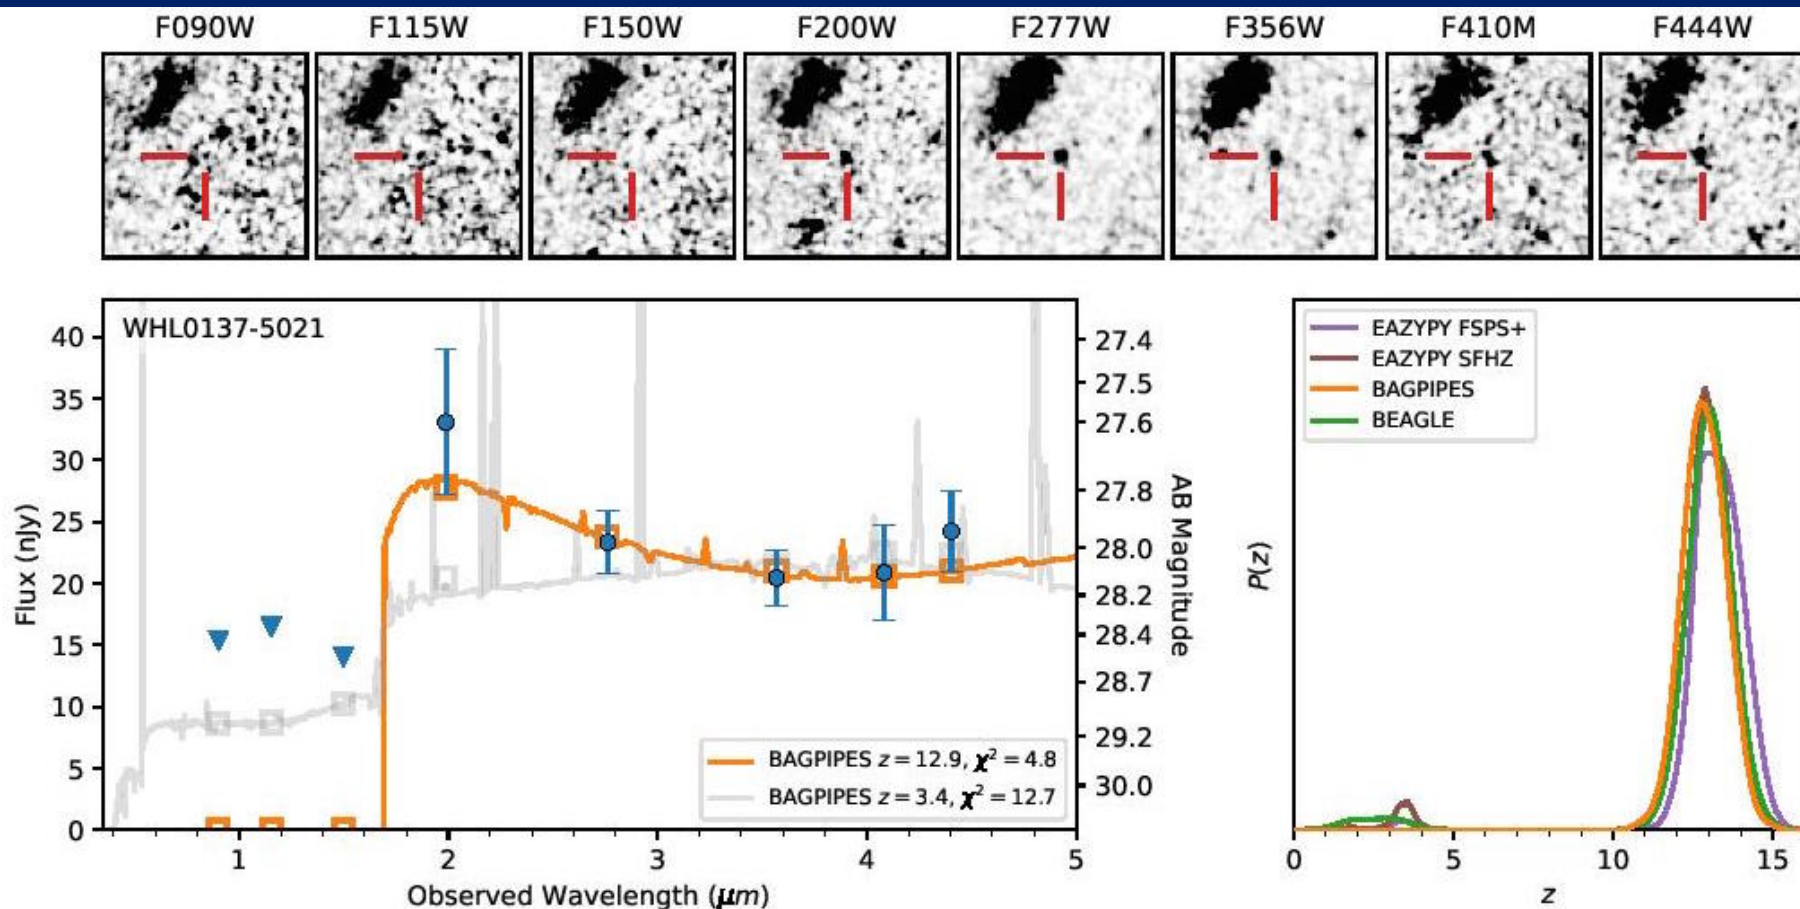 F090W F115W F150W F200W F277W F356W F410M F444W
WHL0137-5021
40
35
30
25
20
15
10
5
0
Flux (nJy)
27.4
27.5
27.6
27.8
28.0
28.2
28.4
28.7
29.2
30.0
AB Magnitude
BAGPIPES z = 12.9, χ² = 4.8
BAGPIPES z = 3.4, χ² = 12.7
1 2 3 4 5
Observed Wavelength (μm)
EAZYPY FSPS+
EAZYPY SFHZ
BAGPIPES
BEAGLE
P(z)
0 5 10 15
z